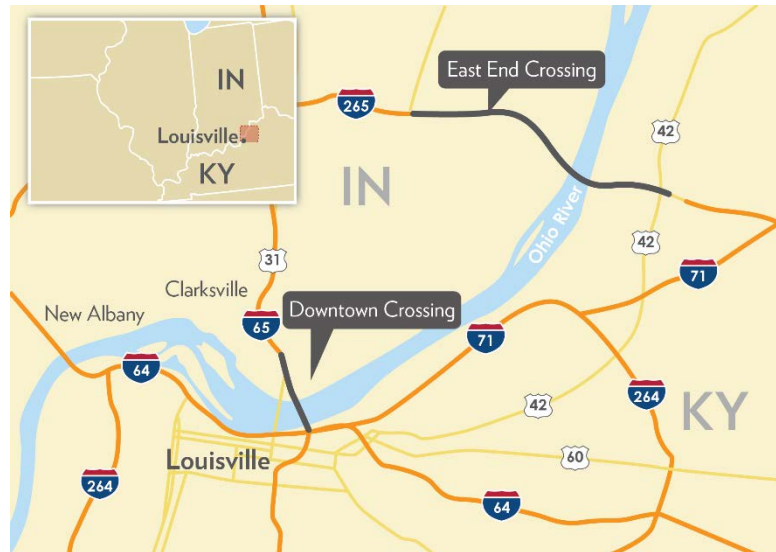 IN
Louisville
KY
East End Crossing
265
42
IN
Ohio River
42
31
71
Clarksville
New Albany
65
Downtown Crossing
71
64
264
KY
42
Louisville
60
264
64